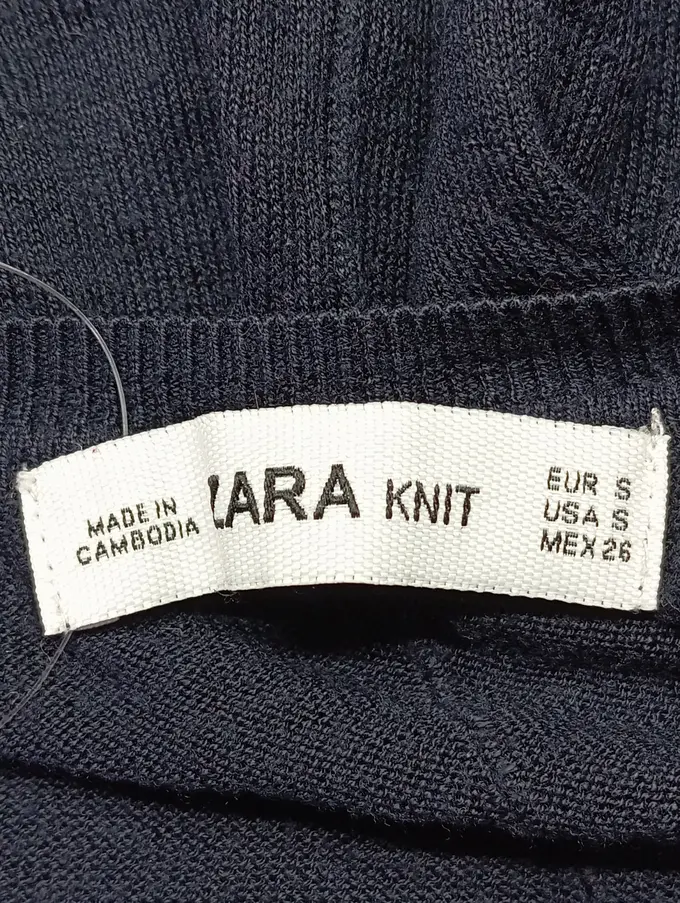 MADE IN
CAMBODIA
ZARA KNIT
EUR S
USA S
MEX 26